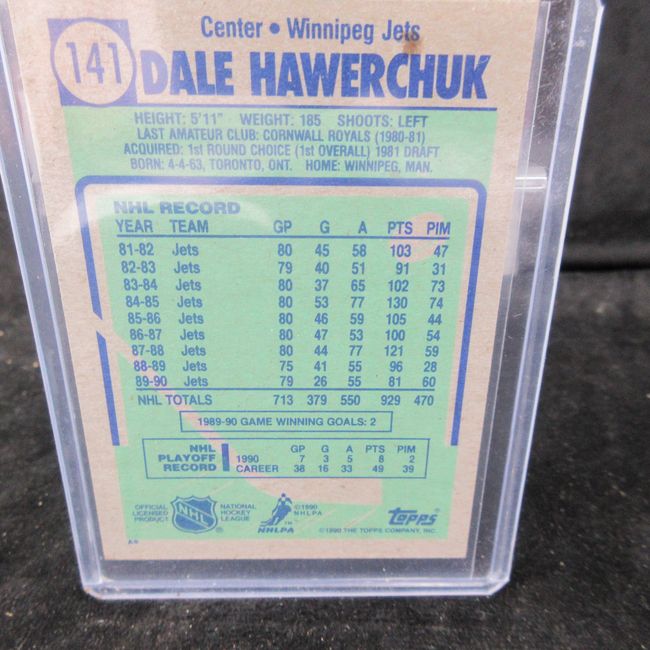 Center • Winnipeg Jets
141 DALE HAWERCHUK
HEIGHT: 5'11" WEIGHT: 185 SHOOTS: LEFT
LAST AMATEUR CLUB: CORNWALL ROYALS (1980-81)
ACQUIRED: 1st ROUND CHOICE (1st OVERALL) 1981 DRAFT
BORN: 4-4-63, TORONTO, ONT. HOME: WINNIPEG, MAN.
NHL RECORD
YEAR TEAM GP G A PTS PIM
81-82 Jets 80 45 58 103 47
82-83 Jets 79 40 51 91 31
83-84 Jets 80 37 65 102 73
84-85 Jets 80 53 77 130 74
85-86 Jets 80 46 59 105 44
86-87 Jets 80 47 53 100 54
87-88 Jets 80 44 77 121 59
88-89 Jets 75 41 55 96 28
89-90 Jets 79 26 55 81 60
NHL TOTALS 713 379 550 929 470
1989-90 GAME WINNING GOALS: 2
NHL PLAYOFF RECORD
GP G A PTS PIM
1990 7 3 5 8 2
CAREER 38 16 33 49 39
OFFICIAL LICENSED PRODUCT
NHL
NATIONAL HOCKEY LEAGUE
©1990 NHLPA
TM
NHLPA
topps
©1990 THE TOPPS COMPANY, INC.